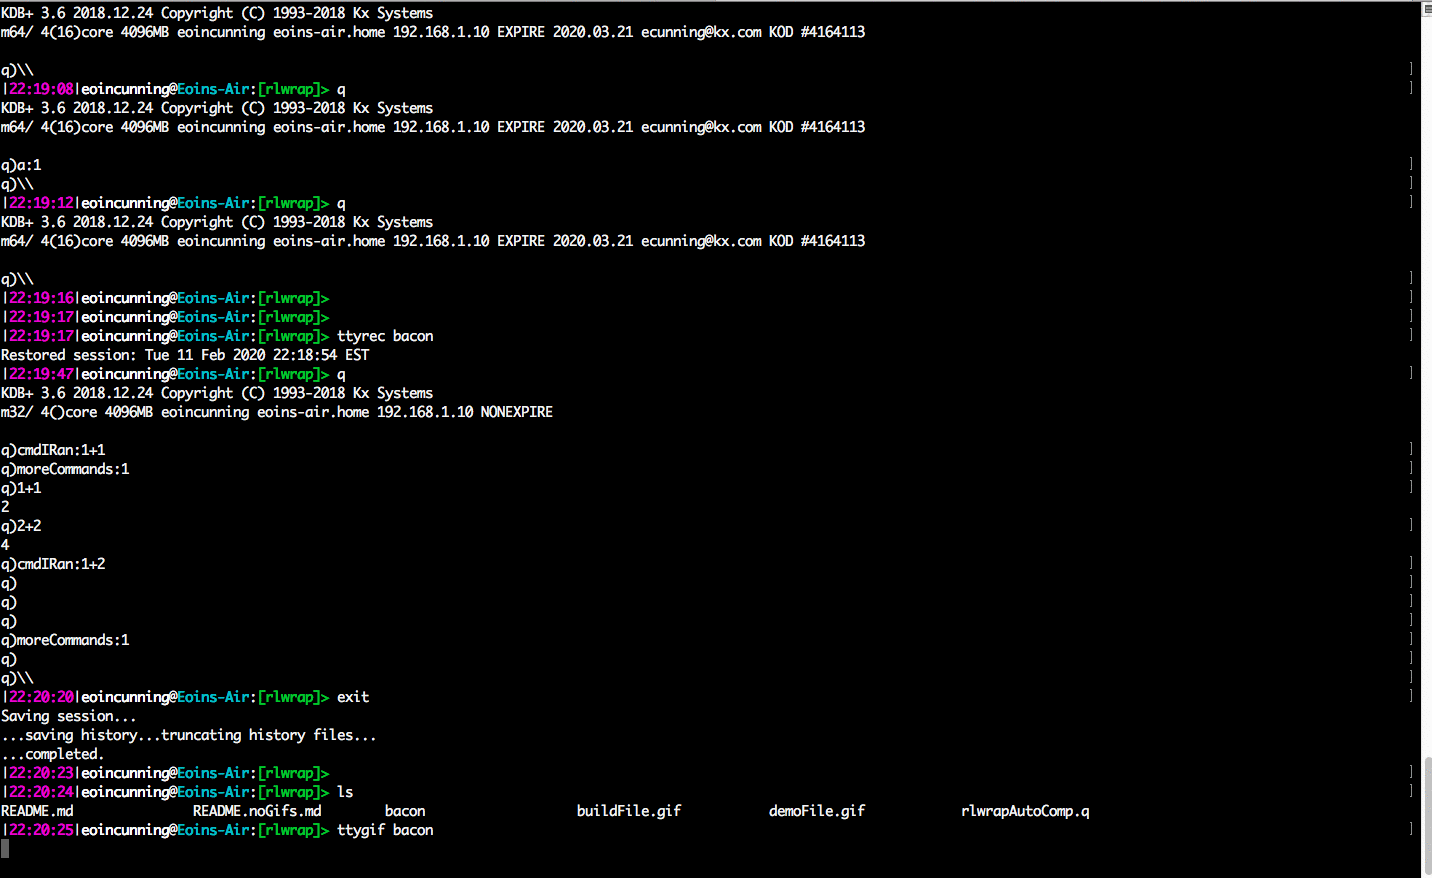 KDB+ 3.6 2018.12.24 Copyright (C) 1993-2018 Kx Systems
m64/ 4(16)core 4096MB eoincunning eoins-air.home 192.168.1.10 EXPIRE 2020.03.21 ecunning@kx.com KOD #4164113
q)\\ ]
|22:19:08|eoincunning@Eoins-Air:[rlwrap]> q ]
KDB+ 3.6 2018.12.24 Copyright (C) 1993-2018 Kx Systems
m64/ 4(16)core 4096MB eoincunning eoins-air.home 192.168.1.10 EXPIRE 2020.03.21 ecunning@kx.com KOD #4164113
q)a:1 ]
q)\\ ]
|22:19:12|eoincunning@Eoins-Air:[rlwrap]> q ]
KDB+ 3.6 2018.12.24 Copyright (C) 1993-2018 Kx Systems
m64/ 4(16)core 4096MB eoincunning eoins-air.home 192.168.1.10 EXPIRE 2020.03.21 ecunning@kx.com KOD #4164113
q)\\ ]
|22:19:16|eoincunning@Eoins-Air:[rlwrap]> ]
|22:19:17|eoincunning@Eoins-Air:[rlwrap]> ]
|22:19:17|eoincunning@Eoins-Air:[rlwrap]> ttyrec bacon ]
Restored session: Tue 11 Feb 2020 22:18:54 EST
|22:19:47|eoincunning@Eoins-Air:[rlwrap]> q ]
KDB+ 3.6 2018.12.24 Copyright (C) 1993-2018 Kx Systems
m32/ 4()core 4096MB eoincunning eoins-air.home 192.168.1.10 NONEXPIRE
q)cmdIRan:1+1 ]
q)moreCommands:1 ]
q)1+1 ]
2
q)2+2 ]
4
q)cmdIRan:1+2 ]
q) ]
q) ]
q) ]
q)moreCommands:1 ]
q) ]
q)\\ ]
|22:20:20|eoincunning@Eoins-Air:[rlwrap]> exit ]
Saving session...
...saving history...truncating history files...
...completed.
|22:20:23|eoincunning@Eoins-Air:[rlwrap]> ]
|22:20:24|eoincunning@Eoins-Air:[rlwrap]> ls ]
README.md README.noGifs.md bacon buildFile.gif demoFile.gif rlwrapAutoComp.q
|22:20:25|eoincunning@Eoins-Air:[rlwrap]> ttygif bacon ]